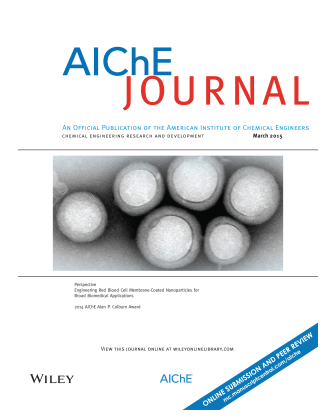 AIChE
JOURNAL
An Official Publication of the American Institute of Chemical Engineers
CHEMICAL ENGINEERING RESEARCH AND DEVELOPMENT March 2015
Perspective
Engineering Red Blood Cell Membrane-Coated Nanoparticles for
Broad Biomedical Applications
2014 AIChE Alan P. Colburn Award
View this journal online at wileyonlinelibrary.com
WILEY
AIChE
ONLINE SUBMISSION AND PEER REVIEW
mc.manuscriptcentral.com/aiche